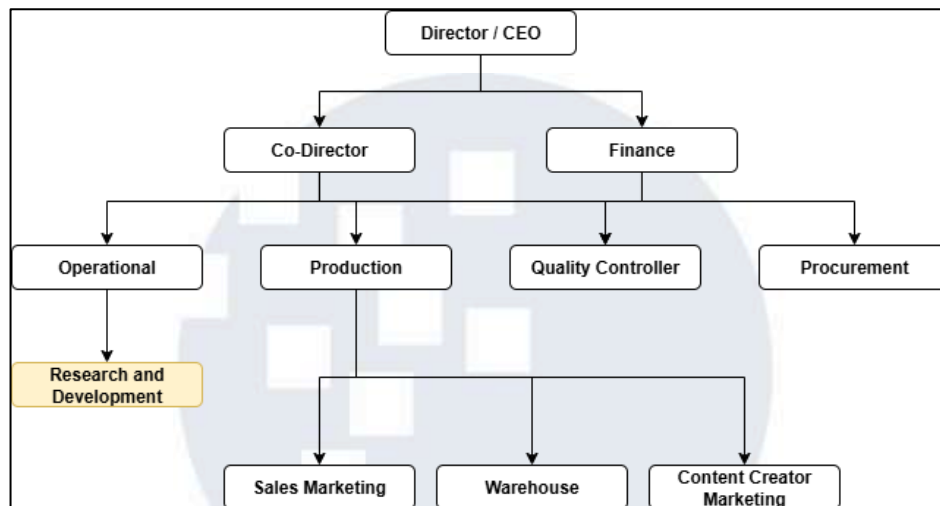 Director / CEO
Co-Director
Finance
Operational
Production
Quality Controller
Procurement
Research and
Development
Sales Marketing
Warehouse
Content Creator
Marketing